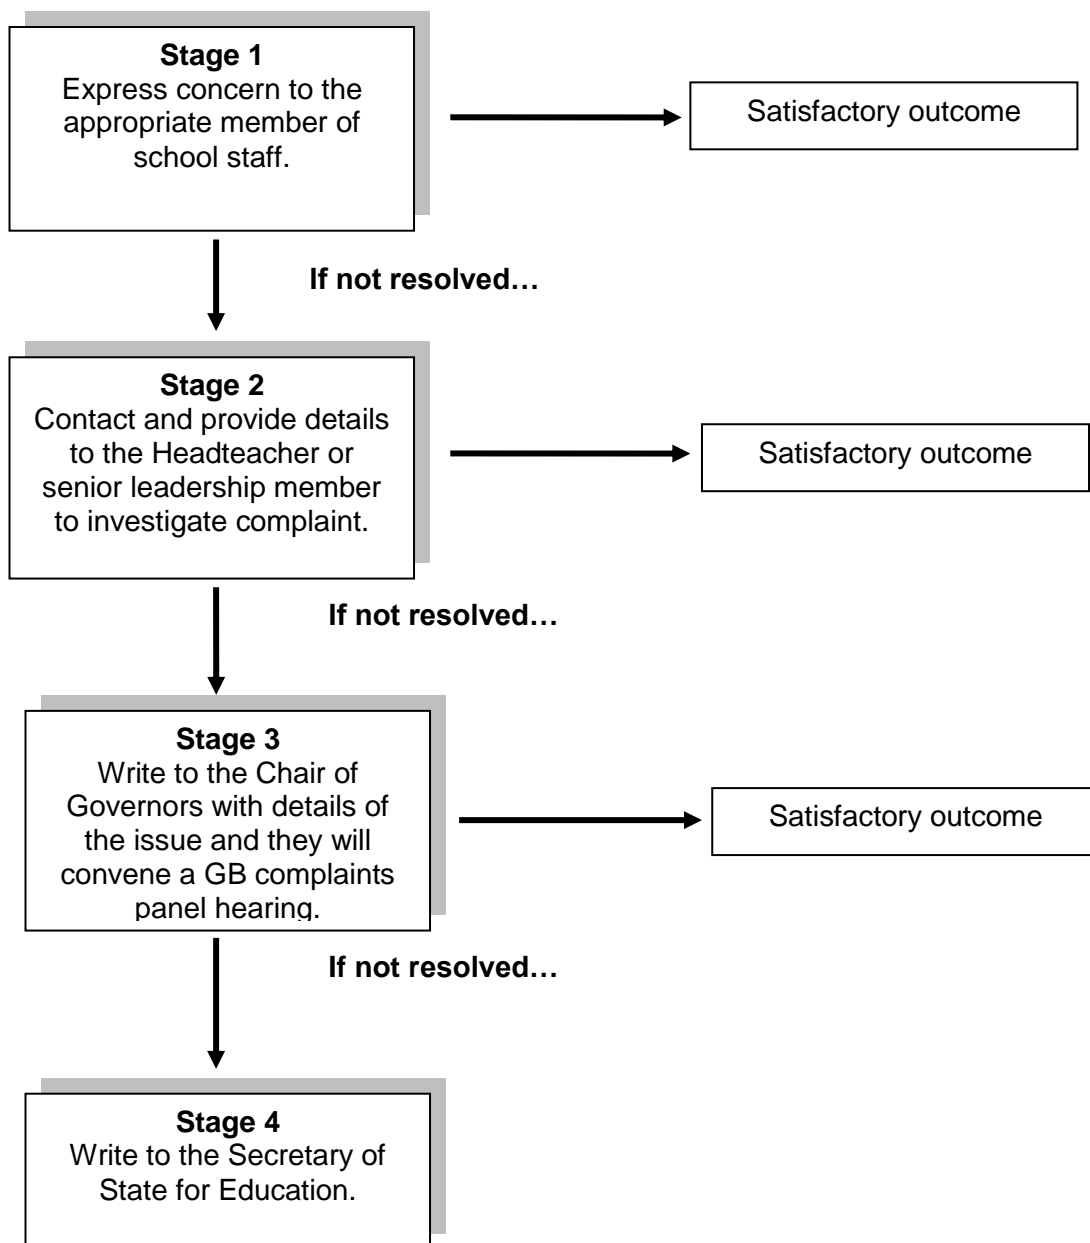 Stage 1
Express concern to the
appropriate member of
school staff.
Satisfactory outcome
If not resolved…
Stage 2
Contact and provide details
to the Headteacher or
senior leadership member
to investigate complaint.
Satisfactory outcome
If not resolved…
Stage 3
Write to the Chair of
Governors with details of
the issue and they will
convene a GB complaints
panel hearing.
Satisfactory outcome
If not resolved…
Stage 4
Write to the Secretary of
State for Education.